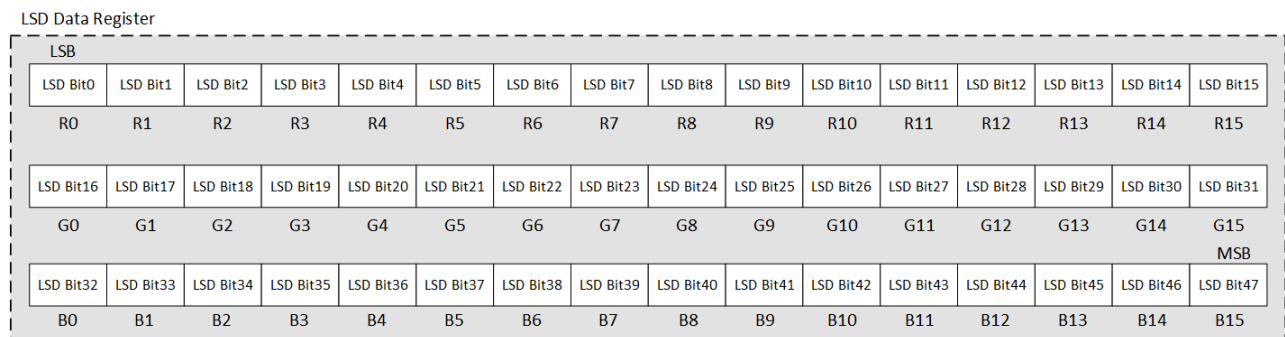 LSD Data Register
LSB
LSD Bit0 LSD Bit1 LSD Bit2 LSD Bit3 LSD Bit4 LSD Bit5 LSD Bit6 LSD Bit7 LSD Bit8 LSD Bit9 LSD Bit10 LSD Bit11 LSD Bit12 LSD Bit13 LSD Bit14 LSD Bit15
R0 R1 R2 R3 R4 R5 R6 R7 R8 R9 R10 R11 R12 R13 R14 R15
LSD Bit16 LSD Bit17 LSD Bit18 LSD Bit19 LSD Bit20 LSD Bit21 LSD Bit22 LSD Bit23 LSD Bit24 LSD Bit25 LSD Bit26 LSD Bit27 LSD Bit28 LSD Bit29 LSD Bit30 LSD Bit31
G0 G1 G2 G3 G4 G5 G6 G7 G8 G9 G10 G11 G12 G13 G14 G15
MSB
LSD Bit32 LSD Bit33 LSD Bit34 LSD Bit35 LSD Bit36 LSD Bit37 LSD Bit38 LSD Bit39 LSD Bit40 LSD Bit41 LSD Bit42 LSD Bit43 LSD Bit44 LSD Bit45 LSD Bit46 LSD Bit47
B0 B1 B2 B3 B4 B5 B6 B7 B8 B9 B10 B11 B12 B13 B14 B15